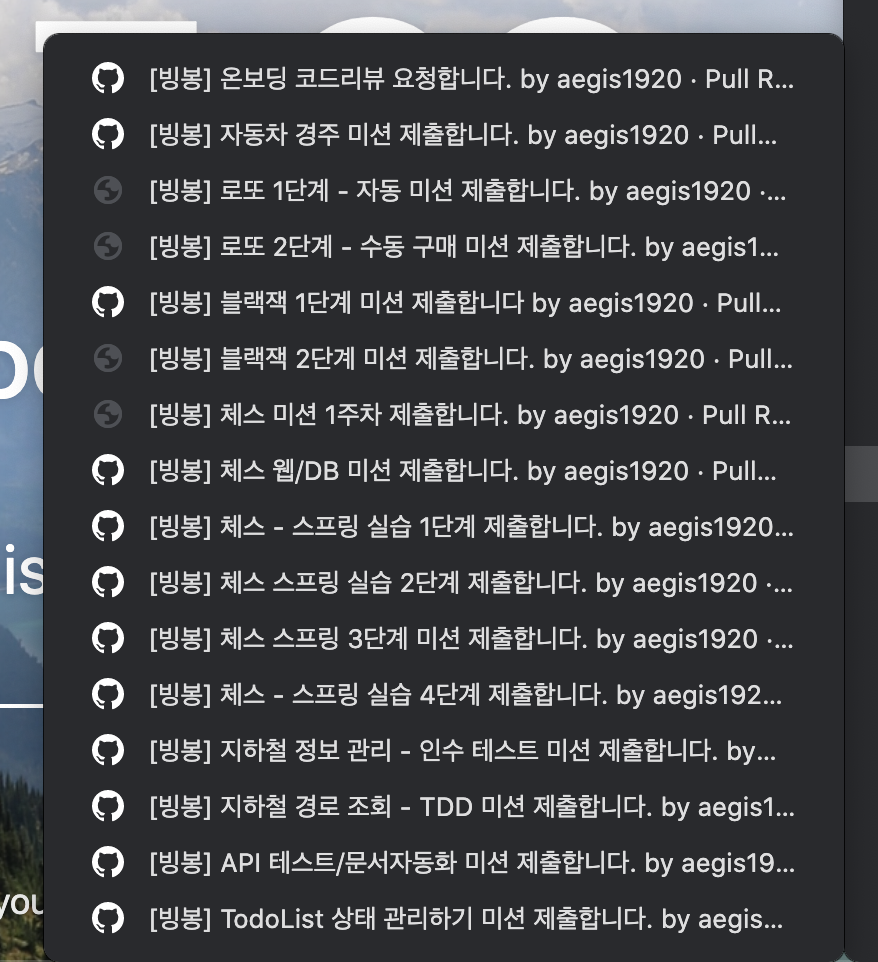 [빙봉] 온보딩 코드리뷰 요청합니다. by aegis1920 · Pull R...
[빙봉] 자동차 경주 미션 제출합니다. by aegis1920 · Pull...
[빙봉] 로또 1단계 - 자동 미션 제출합니다. by aegis1920 ·...
[빙봉] 로또 2단계 - 수동 구매 미션 제출합니다. by aegis1...
[빙봉] 블랙잭 1단계 미션 제출합니다 by aegis1920 · Pull...
[빙봉] 블랙잭 2단계 미션 제출합니다. by aegis1920 · Pull...
[빙봉] 체스 미션 1주차 제출합니다. by aegis1920 · Pull R...
[빙봉] 체스 웹/DB 미션 제출합니다. by aegis1920 · Pull...
[빙봉] 체스 - 스프링 실습 1단계 제출합니다. by aegis1920...
[빙봉] 체스 스프링 실습 2단계 제출합니다. by aegis1920 ·...
is
[빙봉] 체스 스프링 3단계 미션 제출합니다. by aegis1920 ·...
[빙봉] 체스 - 스프링 실습 4단계 제출합니다. by aegis192...
[빙봉] 지하철 정보 관리 - 인수 테스트 미션 제출합니다. by...
[빙봉] 지하철 경로 조회 - TDD 미션 제출합니다. by aegis1...
[빙봉] API 테스트/문서자동화 미션 제출합니다. by aegis19...
you
[빙봉] TodoList 상태 관리하기 미션 제출합니다. by aegis...